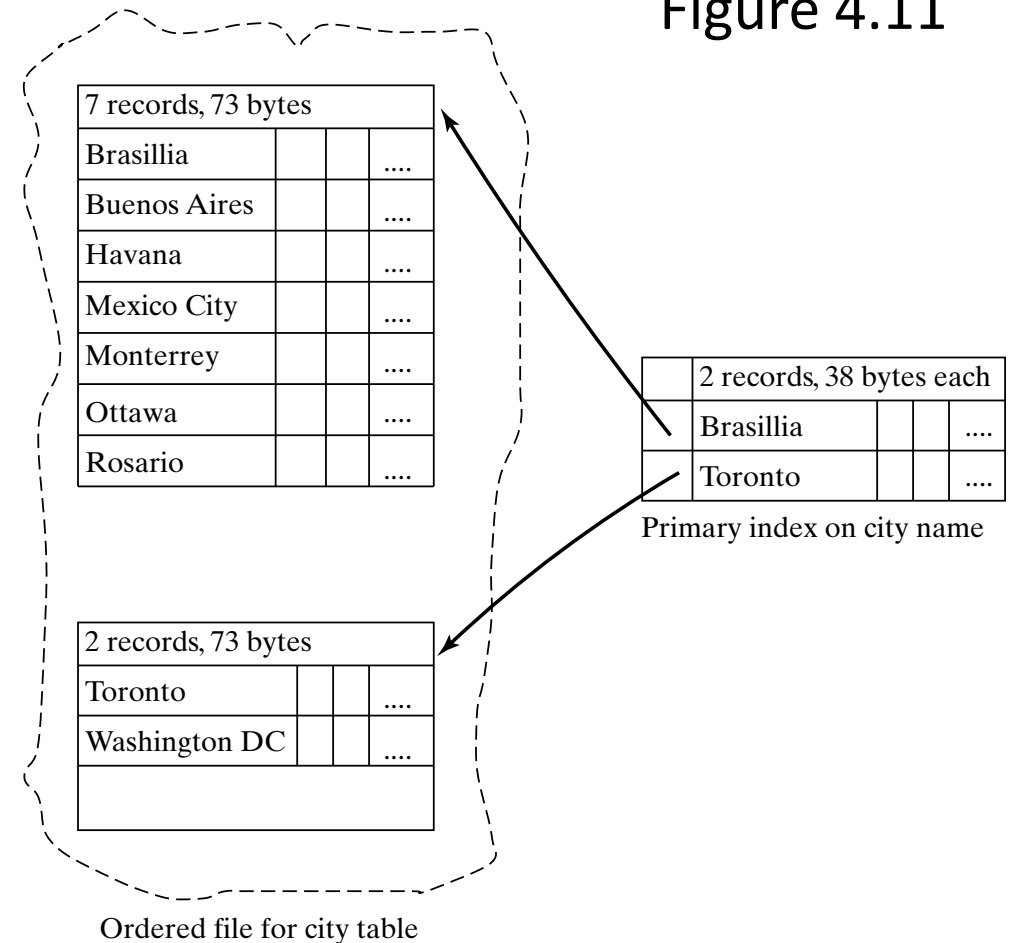 Figure 4.11
7 records, 73 bytes
Brasillia ....
Buenos Aires ....
Havana ....
Mexico City ....
Monterrey ....
Ottawa ....
Rosario ....
2 records, 38 bytes each
Brasillia ....
Toronto ....
Primary index on city name
2 records, 73 bytes
Toronto ....
Washington DC ....
Ordered file for city table